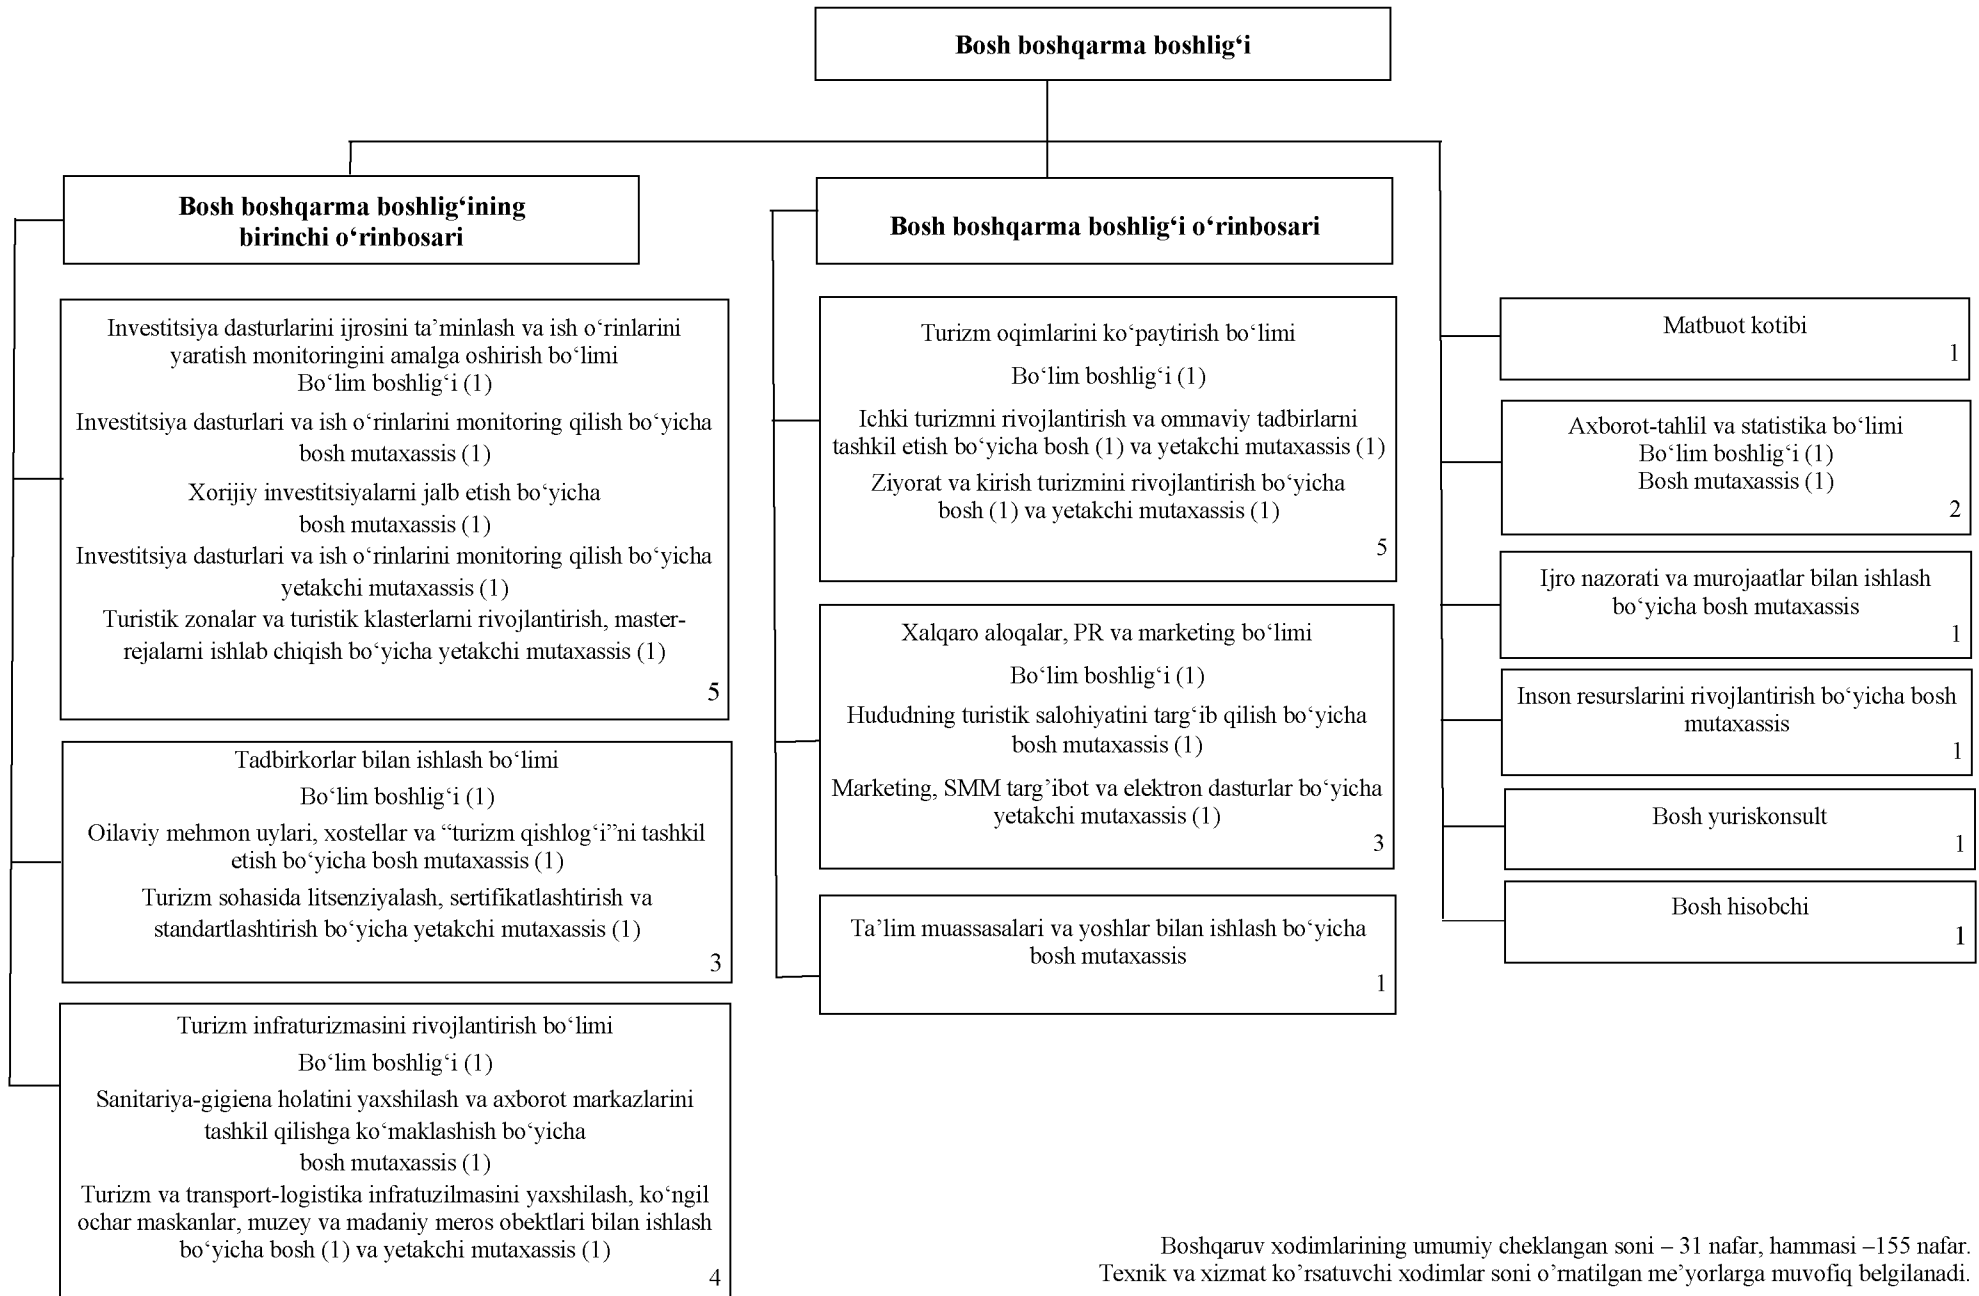 Bosh boshqarma boshlig‘i
Bosh boshqarma boshlig‘ining
birinchi o‘rinbosari
Investitsiya dasturlarini ijrosini ta’minlash va ish o‘rinlarini
yaratish monitoringini amalga oshirish bo‘limi
Bo‘lim boshlig‘i (1)
Investitsiya dasturlari va ish o‘rinlarini monitoring qilish bo‘yicha
bosh mutaxassis (1)
Xorijiy investitsiyalarni jalb etish bo‘yicha
bosh mutaxassis (1)
Investitsiya dasturlari va ish o‘rinlarini monitoring qilish bo‘yicha
yetakchi mutaxassis (1)
Turistik zonalar va turistik klasterlarni rivojlantirish, master-
rejalarni ishlab chiqish bo‘yicha yetakchi mutaxassis (1)
5
Tadbirkorlar bilan ishlash bo‘limi
Bo‘lim boshlig‘i (1)
Oilaviy mehmon uylari, xostellar va “turizm qishlog‘i”ni tashkil
etish bo‘yicha bosh mutaxassis (1)
Turizm sohasida litsenziyalash, sertifikatlashtirish va
standartlashtirish bo‘yicha yetakchi mutaxassis (1)
3
Turizm infraturizmasini rivojlantirish bo‘limi
Bo‘lim boshlig‘i (1)
Sanitariya-gigiena holatini yaxshilash va axborot markazlarini
tashkil qilishga ko‘maklashish bo‘yicha
bosh mutaxassis (1)
Turizm va transport-logistika infratuzilmasini yaxshilash, ko‘ngil
ochar maskanlar, muzey va madaniy meros obektlari bilan ishlash
bo‘yicha bosh (1) va yetakchi mutaxassis (1)
4
Bosh boshqarma boshlig‘i o‘rinbosari
Turizm oqimlarini ko‘paytirish bo‘limi
Bo‘lim boshlig‘i (1)
Ichki turizmni rivojlantirish va ommaviy tadbirlarni
tashkil etish bo‘yicha bosh (1) va yetakchi mutaxassis (1)
Ziyorat va kirish turizmini rivojlantirish bo‘yicha
bosh (1) va yetakchi mutaxassis (1)
5
Xalqaro aloqalar, PR va marketing bo‘limi
Bo‘lim boshlig‘i (1)
Hududning turistik salohiyatini targ‘ib qilish bo‘yicha
bosh mutaxassis (1)
Marketing, SMM targ’ibot va elektron dasturlar bo‘yicha
yetakchi mutaxassis (1)
3
Ta’lim muassasalari va yoshlar bilan ishlash bo‘yicha
bosh mutaxassis
1
Matbuot kotibi
1
Axborot-tahlil va statistika bo‘limi
Bo‘lim boshlig‘i (1)
Bosh mutaxassis (1)
2
Ijro nazorati va murojaatlar bilan ishlash
bo‘yicha bosh mutaxassis
1
Inson resurslarini rivojlantirish bo‘yicha bosh
mutaxassis
1
Bosh yuriskonsult
1
Bosh hisobchi
1
Boshqaruv xodimlarining umumiy cheklangan soni – 31 nafar, hammasi –155 nafar.
Texnik va xizmat ko’rsatuvchi xodimlar soni o’rnatilgan me’yorlarga muvofiq belgilanadi.